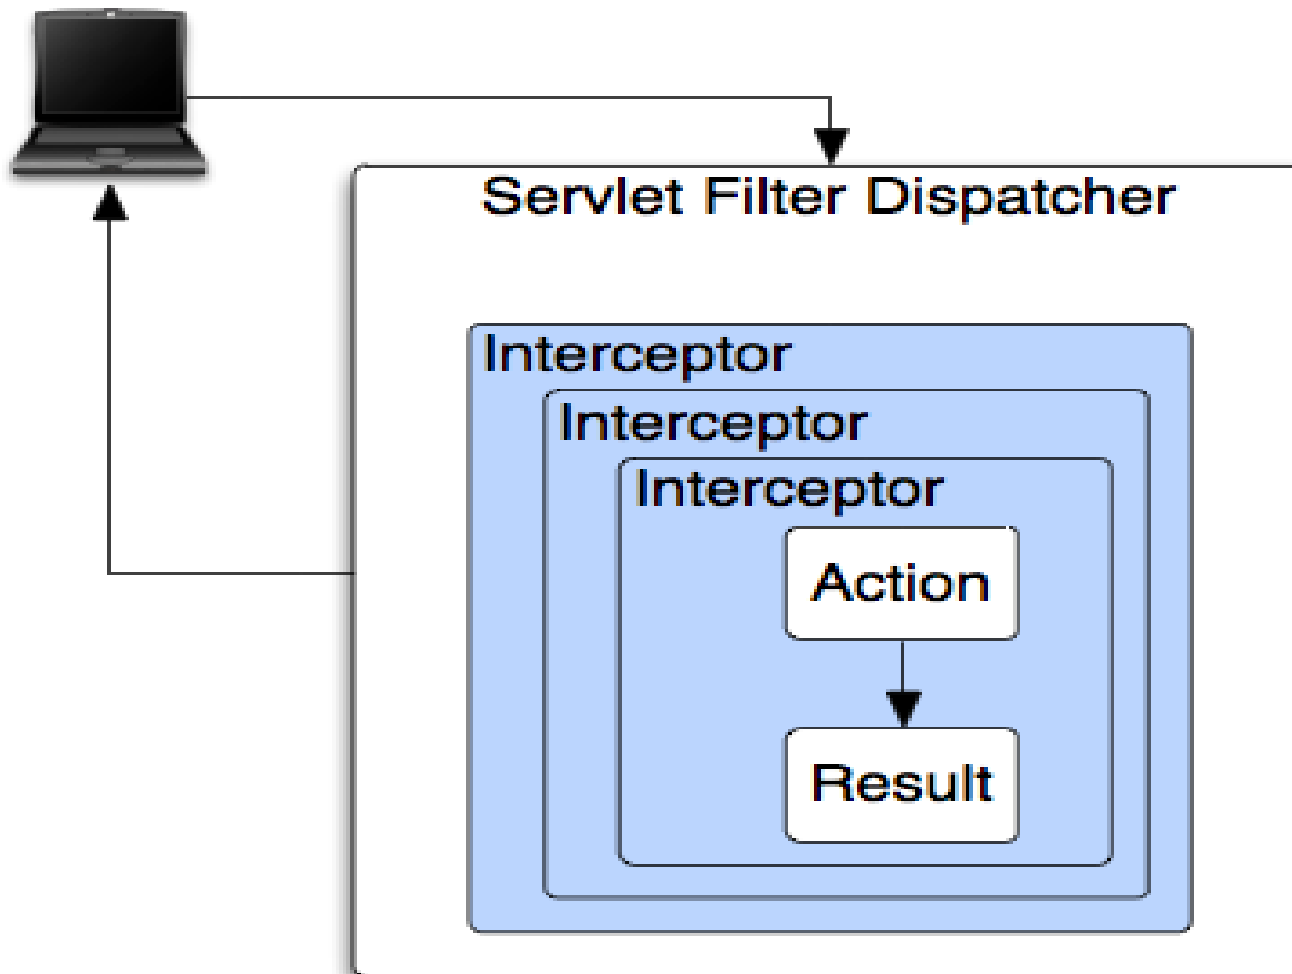 Servlet Filter Dispatcher
Interceptor
Interceptor
Interceptor
Action
Result